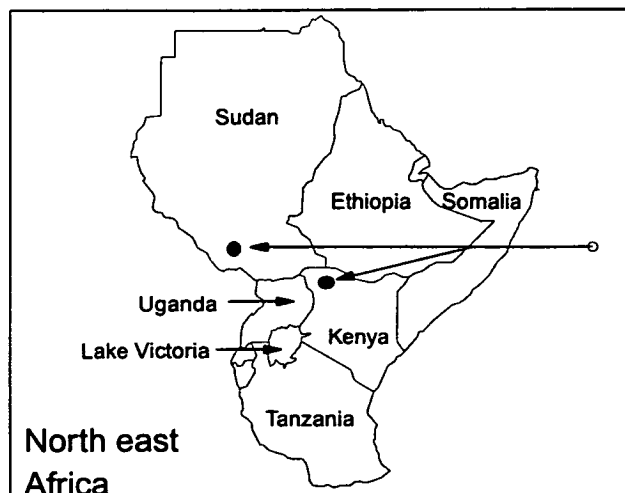 Sudan
Ethiopia
Somalia
Uganda
Kenya
Lake Victoria
Tanzania
North east
Africa